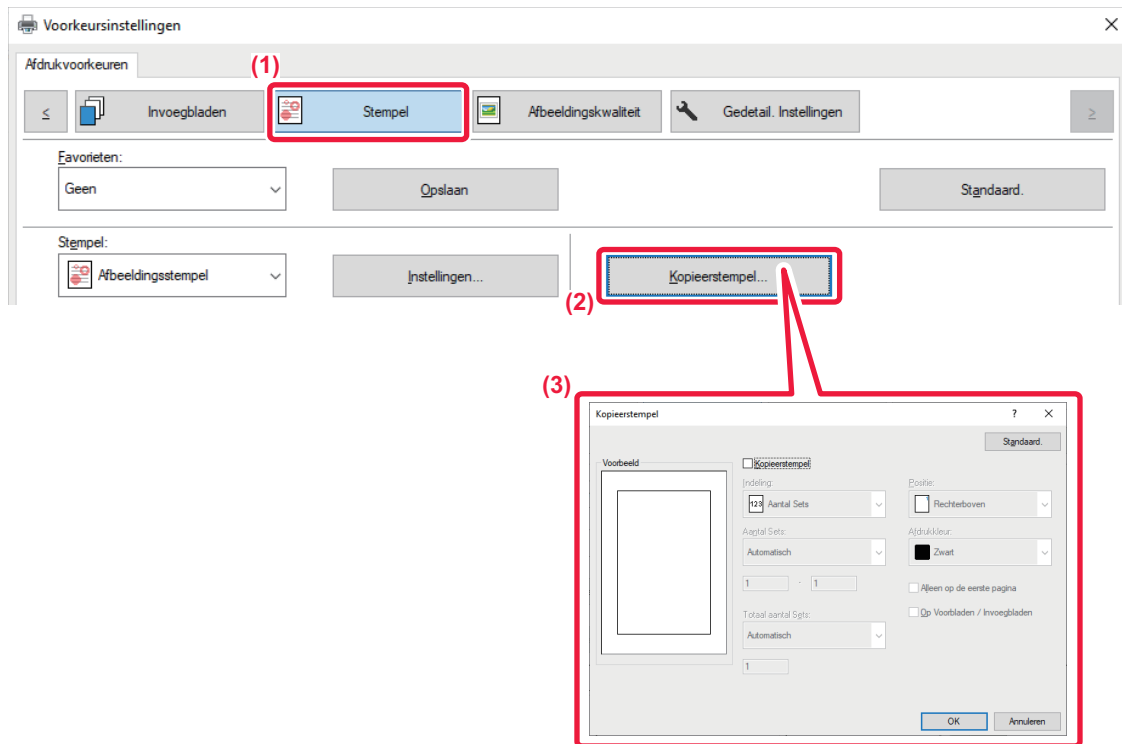 Voorkeursinstellingen
Afdrukvoorkeuren
(1)
< Invoegbladen Stempel Afbeeldingskwaliteit Gedetail. Instellingen >
Favorieten:
Geen Opslaan Standaard.
Stempel:
Afbeeldingsstempel Instellingen... Kopieerstempel...
(2)
(3)
Kopieerstempel ?
Standaard.
Voorbeeld
Kopieerstempel
Indeling: Positie:
123 Aantal Sets 1 Rechterboven
Aantal Sets: Afdrukkleur:
Automatisch Zwart
1 - 1 Alleen op de eerste pagina
Totaal aantal Sets: Op Voorbladen / Invoegbladen
Automatisch
1
OK Annuleren